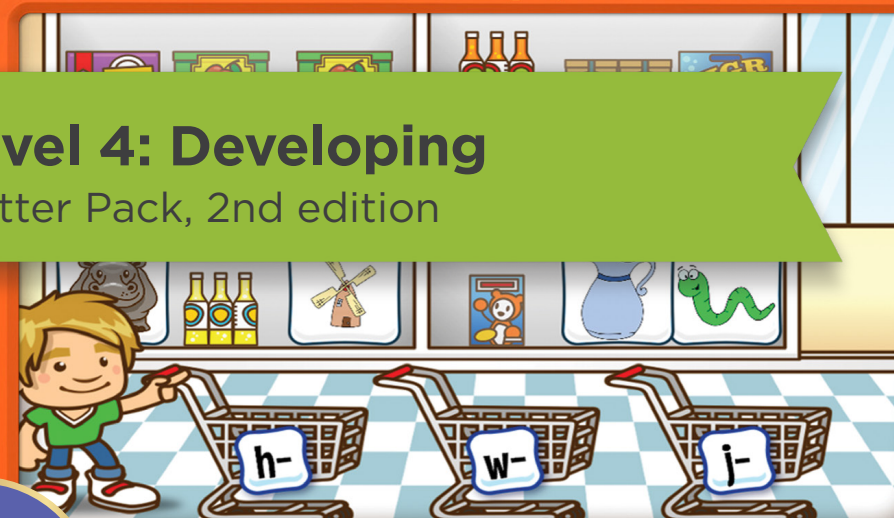 vel 4: Developing
tter Pack, 2nd edition
h-
w-
j-